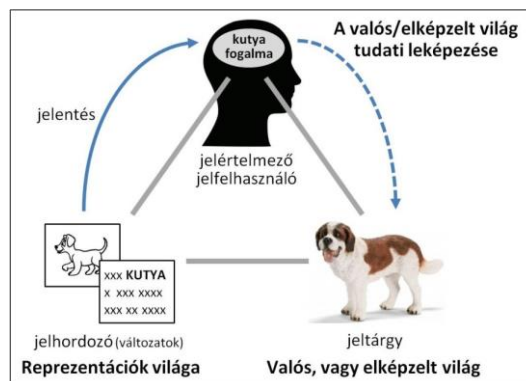 kutya
fogalma
A valós/elképzelt világ
tudati leképezése
jelentés
jelértelmező
jelfelhasználó
xxx KUTYA
x xxx xxxx
xxx xx xxxx
jelhordozó (változatok)
jeltárgy
Reprezentációk világa
Valós, vagy elképzelt világ